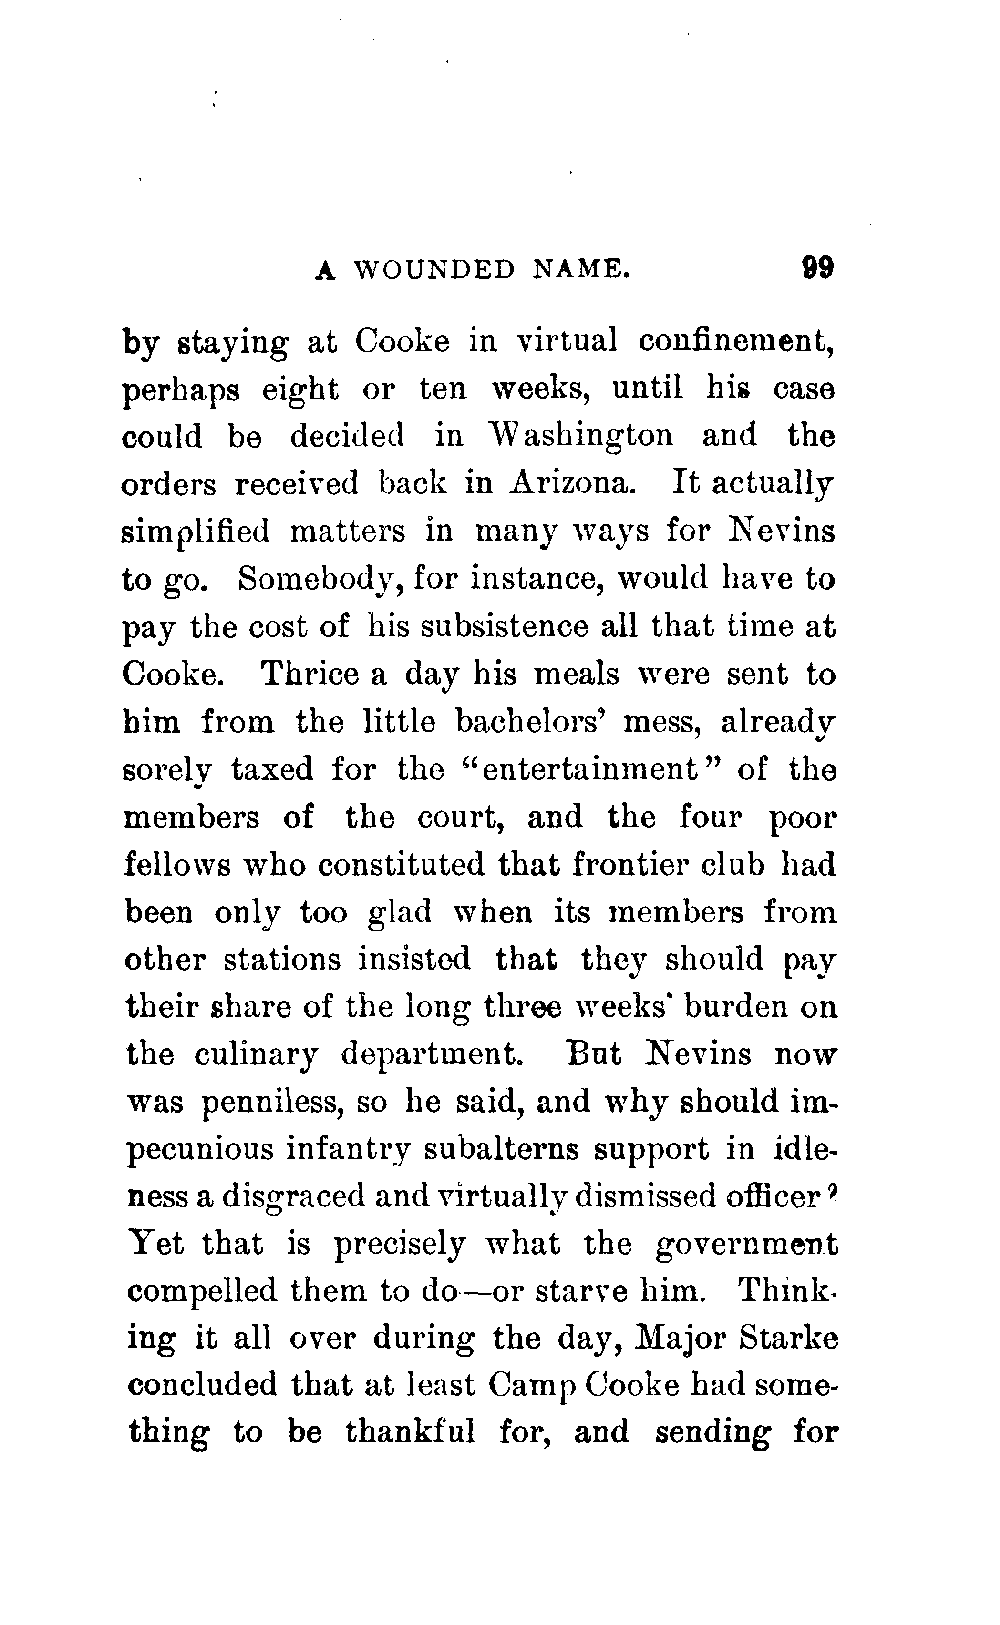 A WOUNDED NAME. 99
by staying at Cooke in virtual confinement,
perhaps eight or ten weeks, until his case
could be decided in Washington and the
orders received back in Arizona. It actually
simplified matters in many ways for Nevins
to go. Somebody, for instance, would have to
pay the cost of his subsistence all that time at
Cooke. Thrice a day his meals were sent to
him from the little bachelors' mess, already
sorely taxed for the "entertainment" of the
members of the court, and the four poor
fellows who constituted that frontier club had
been only too glad when its members from
other stations insisted that they should pay
their share of the long three weeks' burden on
the culinary department. But Nevins now
was penniless, so he said, and why should im-
pecunious infantry subalterns support in idle-
ness a disgraced and virtually dismissed officer?
Yet that is precisely what the government
compelled them to do—or starve him. Think-
ing it all over during the day, Major Starke
concluded that at least Camp Cooke had some-
thing to be thankful for, and sending for